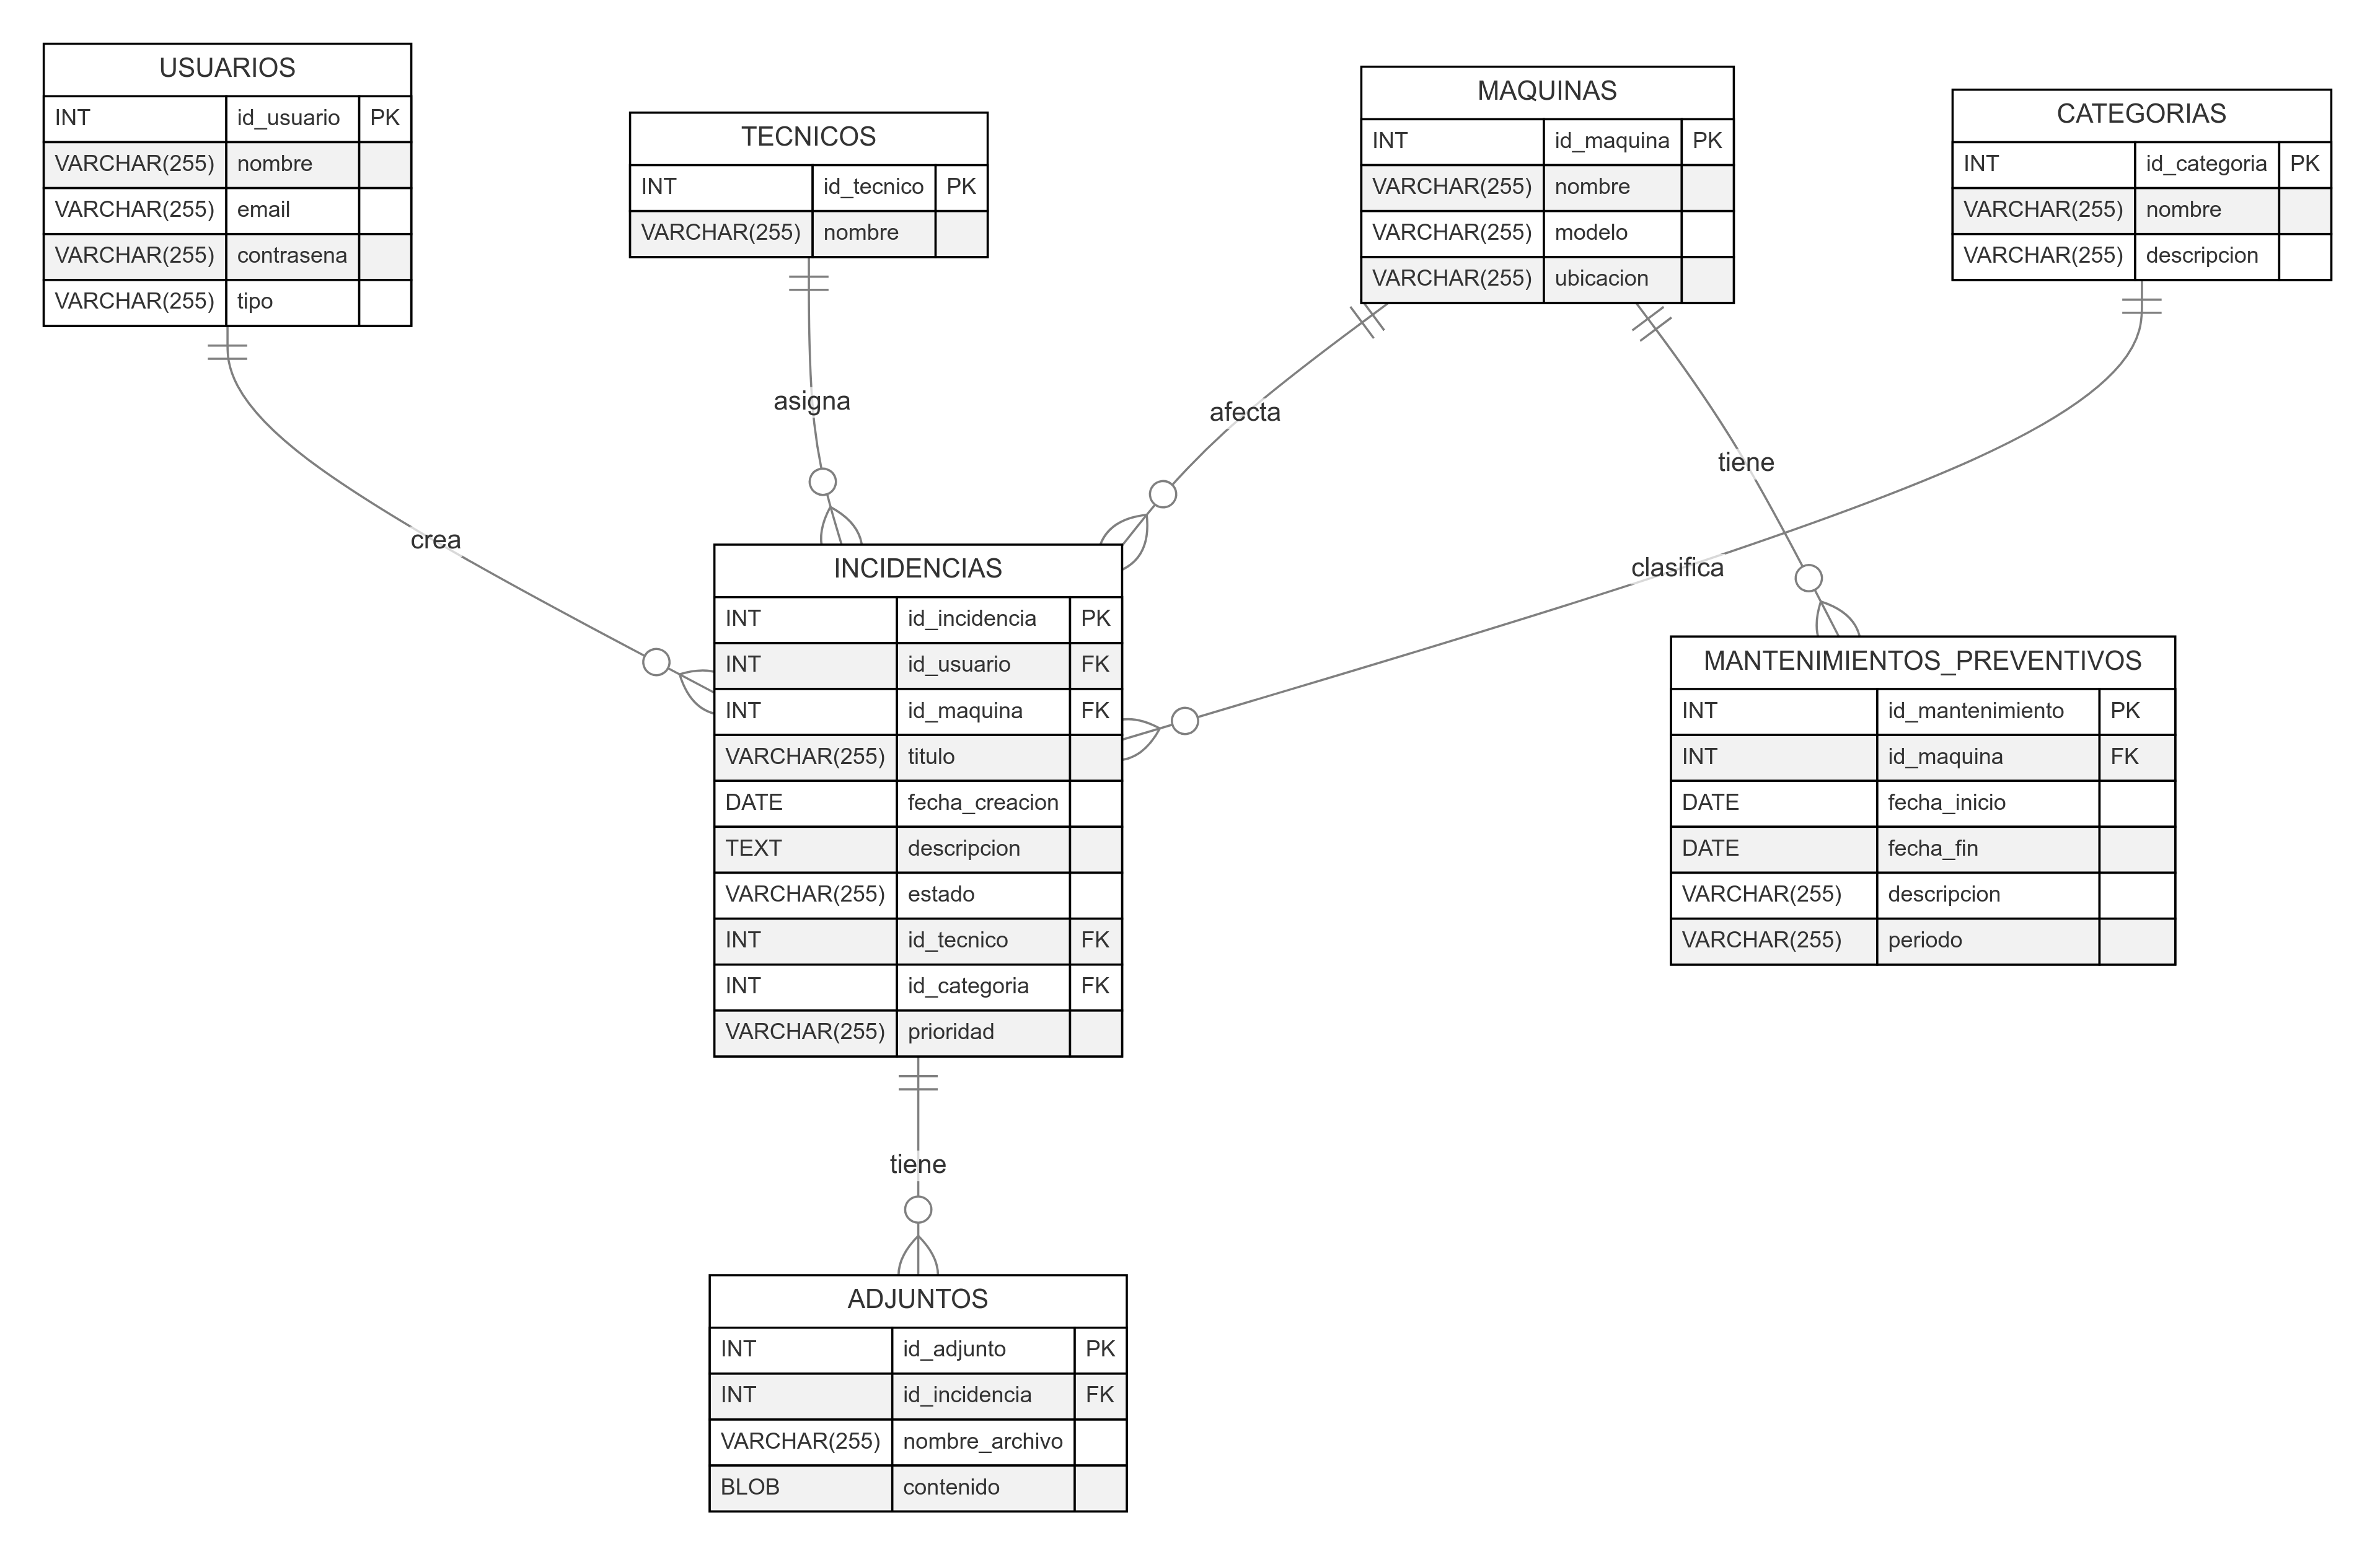 USUARIOS
INT id_usuario PK
VARCHAR(255) nombre
VARCHAR(255) email
VARCHAR(255) contrasena
VARCHAR(255) tipo
TECNICOS
INT id_tecnico PK
VARCHAR(255) nombre
MAQUINAS
INT id_maquina PK
VARCHAR(255) nombre
VARCHAR(255) modelo
VARCHAR(255) ubicacion
CATEGORIAS
INT id_categoria PK
VARCHAR(255) nombre
VARCHAR(255) descripcion
asigna
afecta
tiene
crea
clasifica
INCIDENCIAS
INT id_incidencia PK
INT id_usuario FK
INT id_maquina FK
VARCHAR(255) titulo
DATE fecha_creacion
TEXT descripcion
VARCHAR(255) estado
INT id_tecnico FK
INT id_categoria FK
VARCHAR(255) prioridad
MANTENIMIENTOS_PREVENTIVOS
INT id_mantenimiento PK
INT id_maquina FK
DATE fecha_inicio
DATE fecha_fin
VARCHAR(255) descripcion
VARCHAR(255) periodo
tiene
ADJUNTOS
INT id_adjunto PK
INT id_incidencia FK
VARCHAR(255) nombre_archivo
BLOB contenido